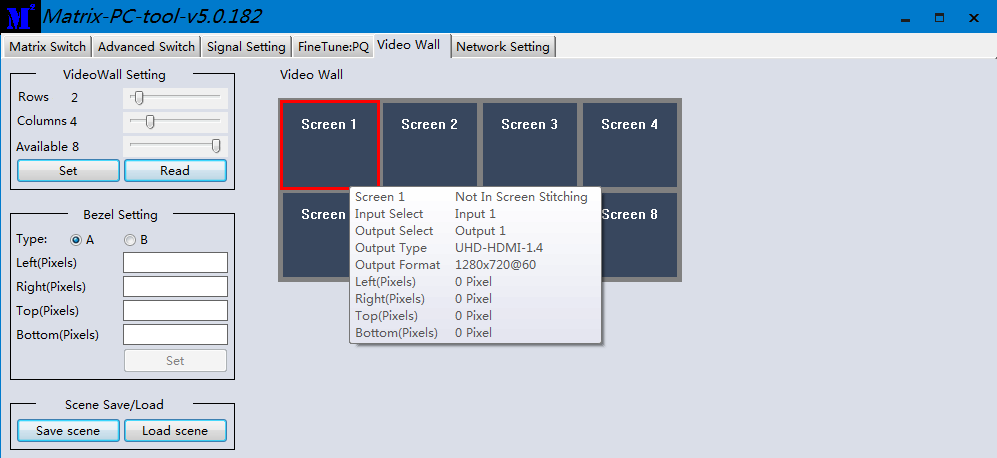 M Matrix-PC-tool-v5.0.182
Matrix Switch Advanced Switch Signal Setting FineTune:PQ Video Wall Network Setting
VideoWall Setting
Rows 2
Columns 4
Available 8
Set Read
Bezel Setting
Type: A B
Left(Pixels)
Right(Pixels)
Top(Pixels)
Bottom(Pixels)
Set
Scene Save/Load
Save scene Load scene
Video Wall
Screen 1 Screen 2 Screen 3 Screen 4
Screen Screen 8
Screen 1 Not In Screen Stitching
Input Select Input 1
Output Select Output 1
Output Type UHD-HDMI-1.4
Output Format 1280x720@60
Left(Pixels) 0 Pixel
Right(Pixels) 0 Pixel
Top(Pixels) 0 Pixel
Bottom(Pixels) 0 Pixel